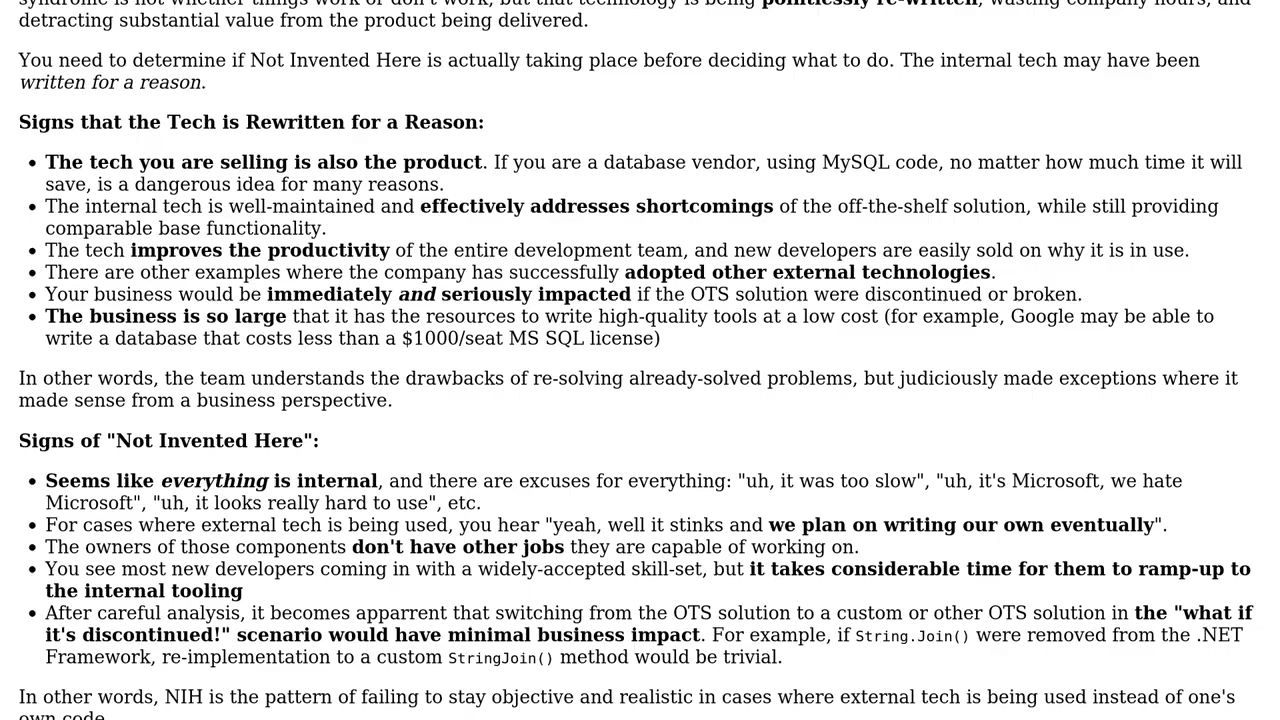 syndrome is not whether things work or don't work, but that technology is being pointlessly re-written, wasting company hours, and
detracting substantial value from the product being delivered.
You need to determine if Not Invented Here is actually taking place before deciding what to do. The internal tech may have been
written for a reason.
Signs that the Tech is Rewritten for a Reason:
• The tech you are selling is also the product. If you are a database vendor, using MySQL code, no matter how much time it will
save, is a dangerous idea for many reasons.
• The internal tech is well-maintained and effectively addresses shortcomings of the off-the-shelf solution, while still providing
comparable base functionality.
• The tech improves the productivity of the entire development team, and new developers are easily sold on why it is in use.
• There are other examples where the company has successfully adopted other external technologies.
• Your business would be immediately and seriously impacted if the OTS solution were discontinued or broken.
• The business is so large that it has the resources to write high-quality tools at a low cost (for example, Google may be able to
write a database that costs less than a $1000/seat MS SQL license)
In other words, the team understands the drawbacks of re-solving already-solved problems, but judiciously made exceptions where it
made sense from a business perspective.
Signs of "Not Invented Here":
• Seems like everything is internal, and there are excuses for everything: "uh, it was too slow", "uh, it's Microsoft, we hate
Microsoft", "uh, it looks really hard to use", etc.
• For cases where external tech is being used, you hear "yeah, well it stinks and we plan on writing our own eventually".
• The owners of those components don't have other jobs they are capable of working on.
• You see most new developers coming in with a widely-accepted skill-set, but it takes considerable time for them to ramp-up to
the internal tooling
• After careful analysis, it becomes apparrent that switching from the OTS solution to a custom or other OTS solution in the "what if
it's discontinued!" scenario would have minimal business impact. For example, if String.Join() were removed from the .NET
Framework, re-implementation to a custom StringJoin() method would be trivial.
In other words, NIH is the pattern of failing to stay objective and realistic in cases where external tech is being used instead of one's
own code.